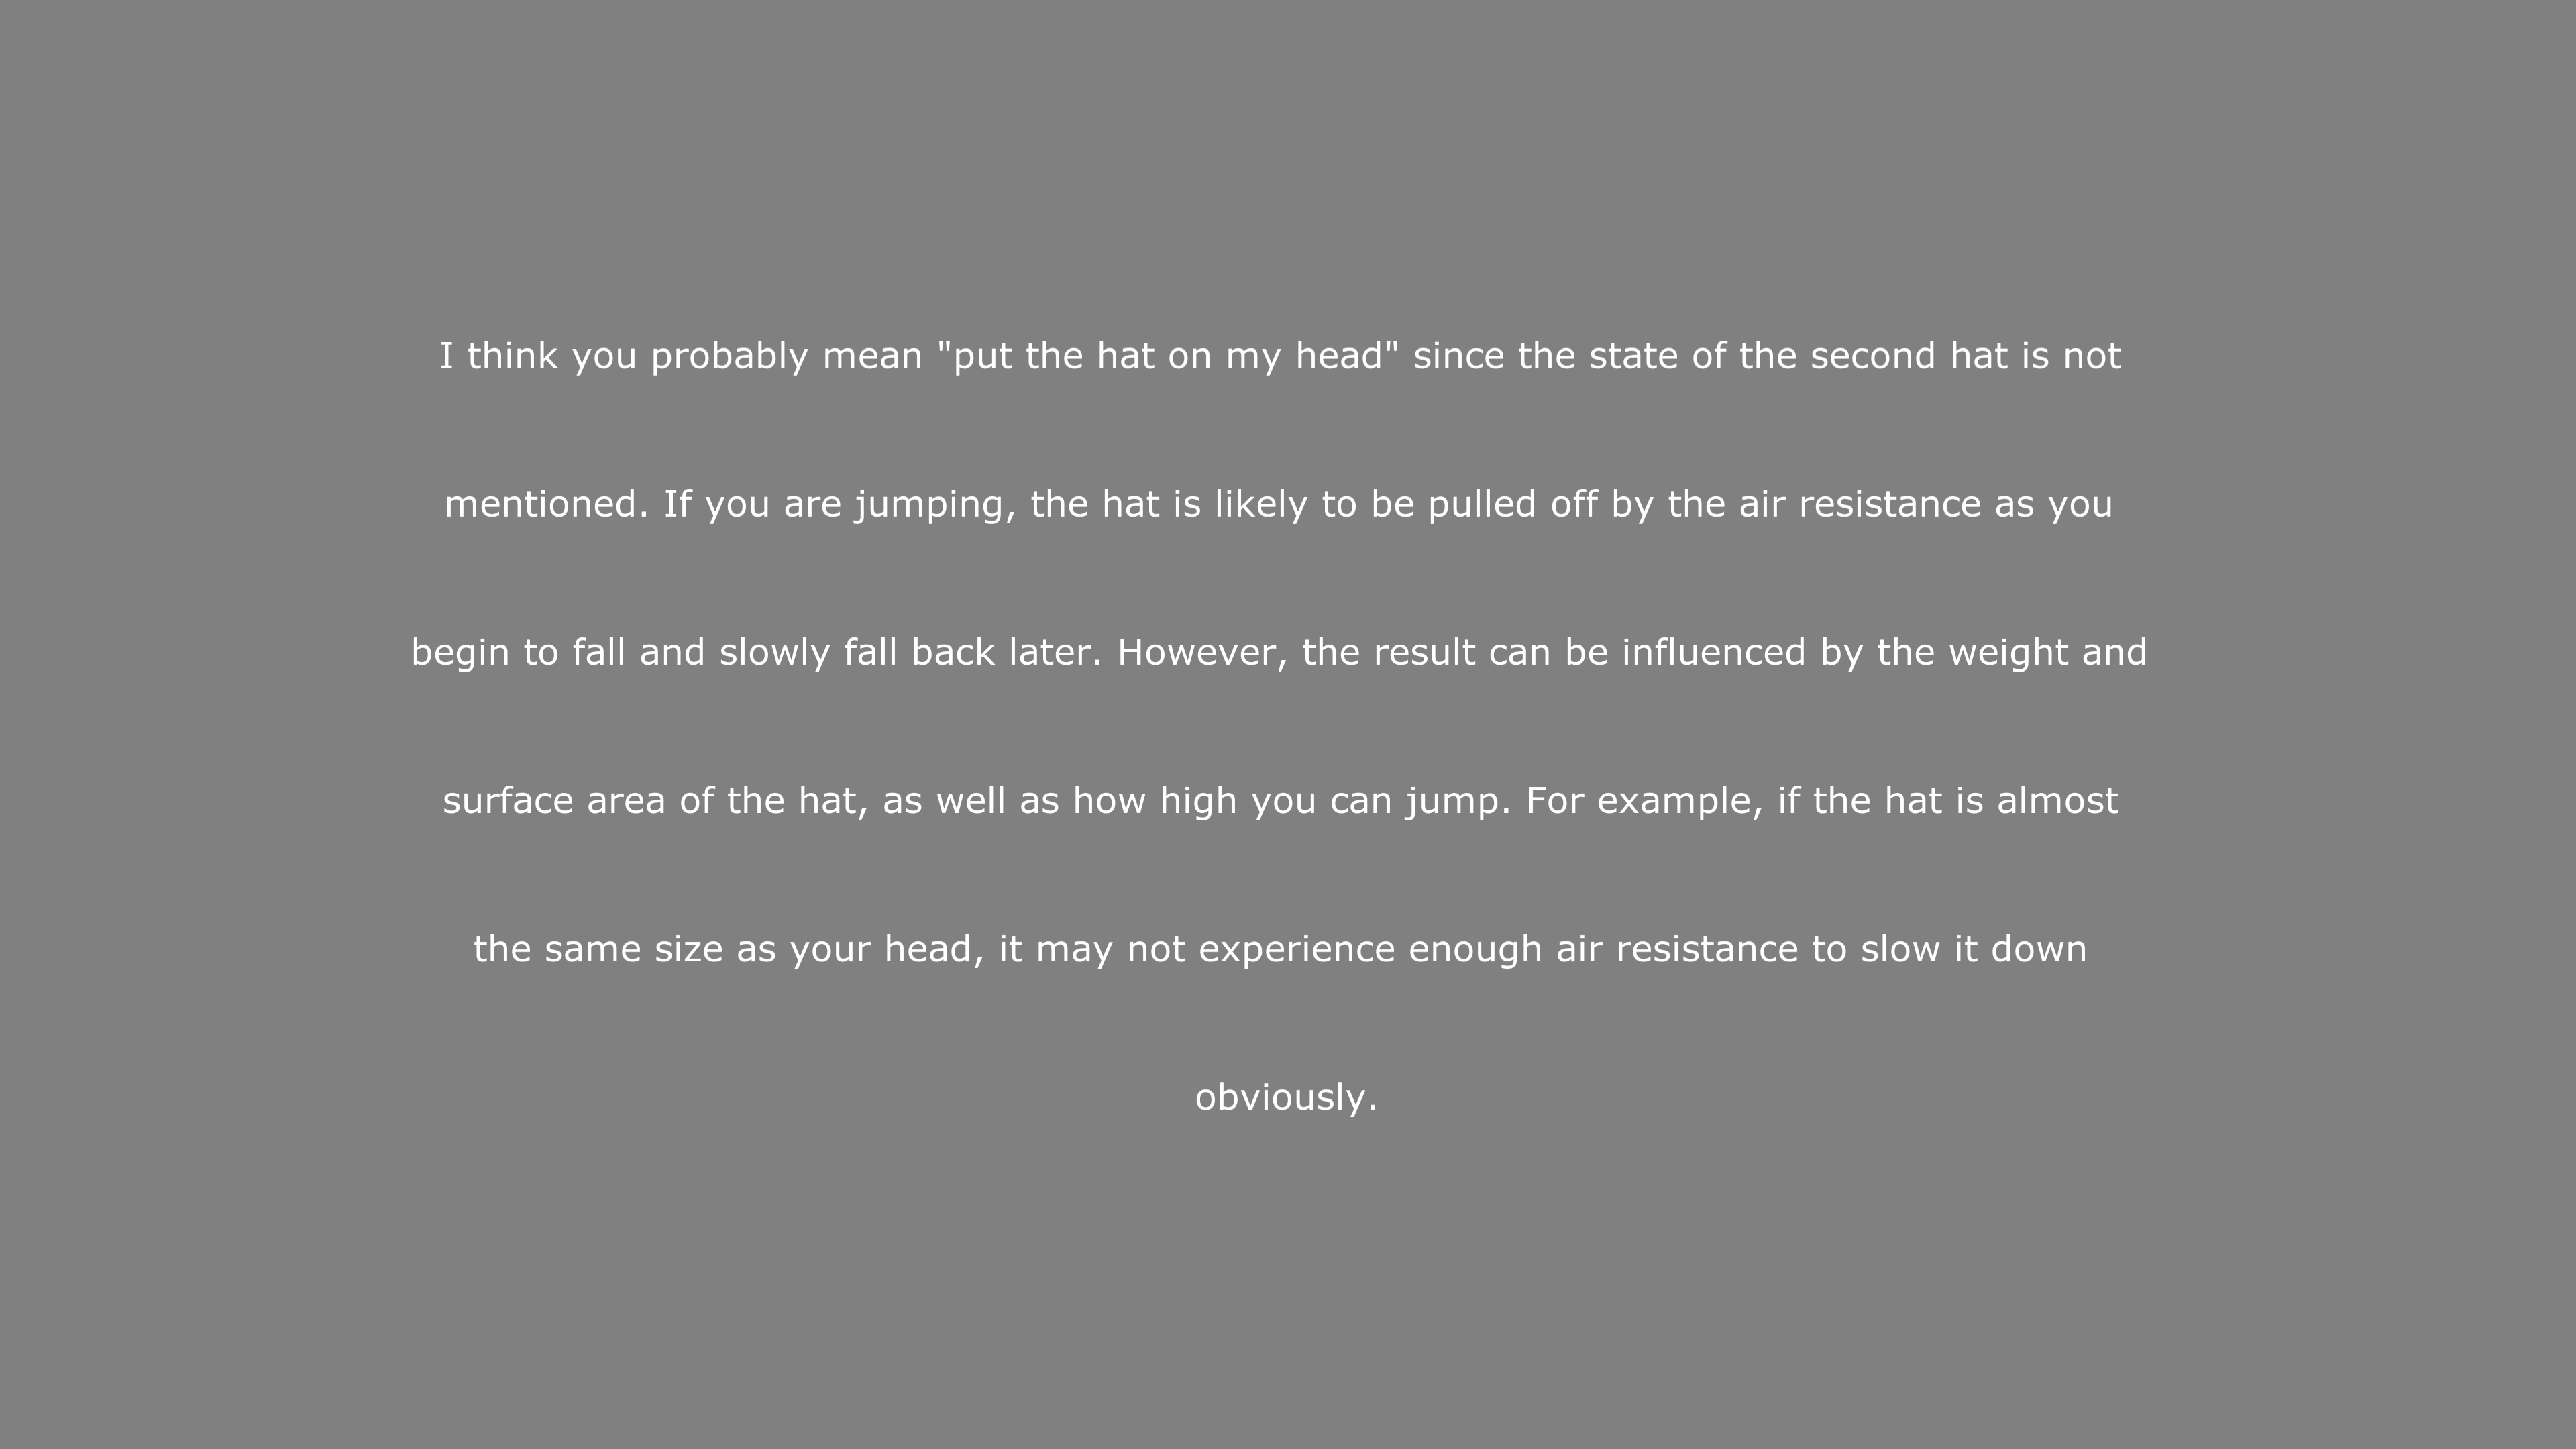 I think you probably mean "put the hat on my head" since the state of the second hat is not
mentioned. If you are jumping, the hat is likely to be pulled off by the air resistance as you
begin to fall and slowly fall back later. However, the result can be influenced by the weight and
surface area of the hat, as well as how high you can jump. For example, if the hat is almost
the same size as your head, it may not experience enough air resistance to slow it down
obviously.